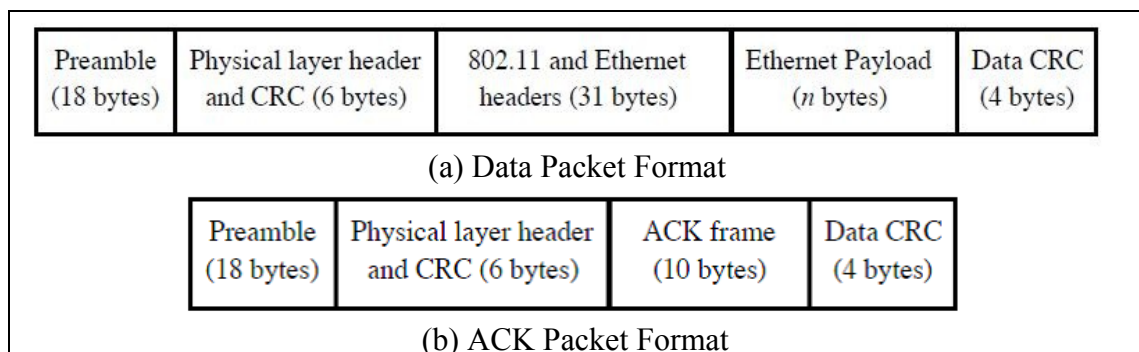 Preamble (18 bytes)
Physical layer header and CRC (6 bytes)
802.11 and Ethernet headers (31 bytes)
Ethernet Payload (n bytes)
Data CRC (4 bytes)
(a) Data Packet Format
Preamble (18 bytes)
Physical layer header and CRC (6 bytes)
ACK frame (10 bytes)
Data CRC (4 bytes)
(b) ACK Packet Format